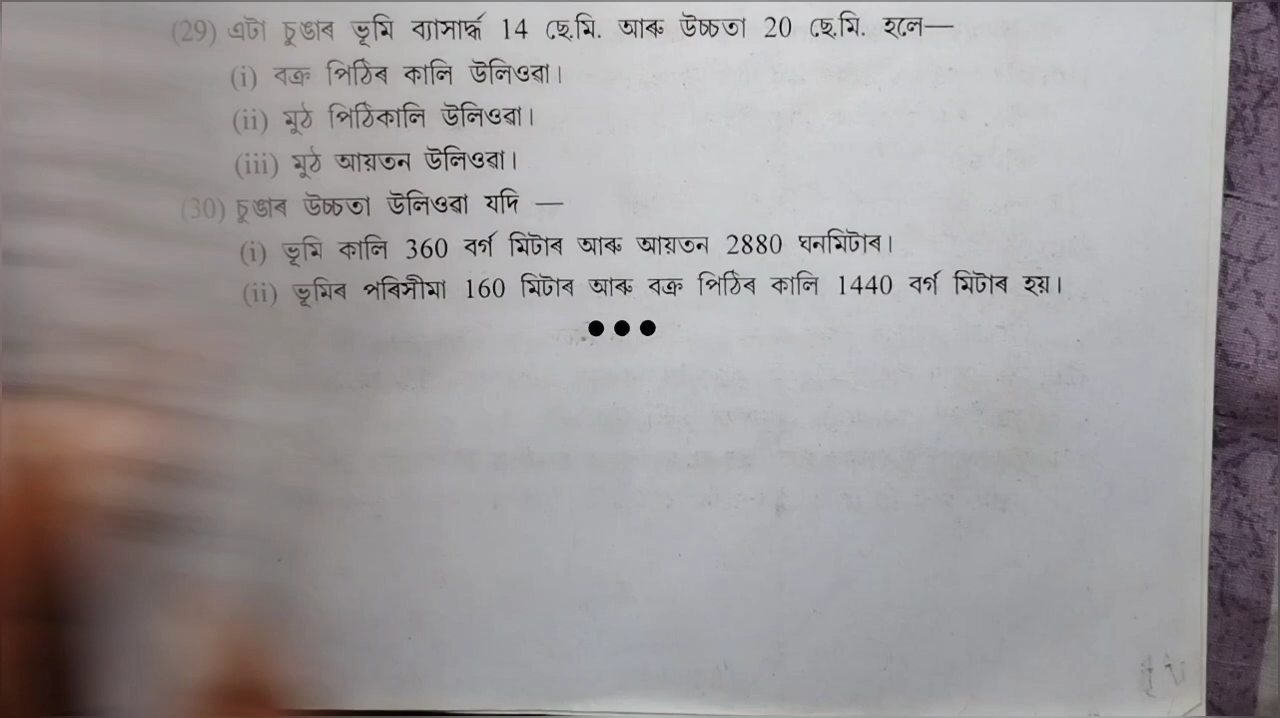 (29) এটা চুঙাৰ ভূমি ব্যাসাৰ্দ্ধ 14 ছে.মি. আৰু উচ্চতা 20 ছে.মি. হলে—
(i) বক্ৰ পিঠিৰ কালি উলিওৱা।
(ii) মুঠ পিঠিকালি উলিওৱা।
(iii) মুঠ আয়তন উলিওৱা।
(30) চুঙাৰ উচ্চতা উলিওৱা যদি —
(i) ভূমি কালি 360 বৰ্গ মিটাৰ আৰু আয়তন 2880 ঘনমিটাৰ।
(ii) ভূমিৰ পৰিসীমা 160 মিটাৰ আৰু বক্ৰ পিঠিৰ কালি 1440 বৰ্গ মিটাৰ হয়।